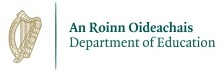 An Roinn Oideachais
Department of Education